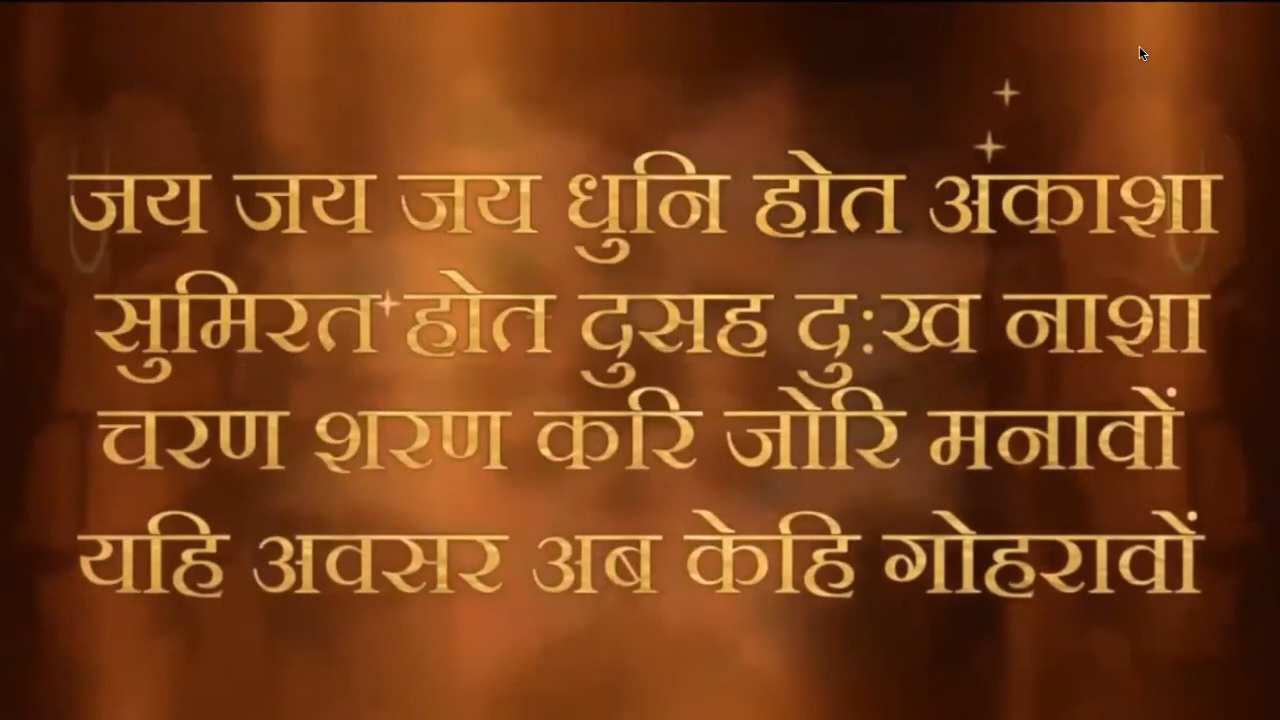 जय जय जय धुनि होत अकाशा
सुमिरत होत दुसह दुःख नाशा
चरण शरण करि जोरि मनावों
यहि अवसर अब केहि गोहरावों